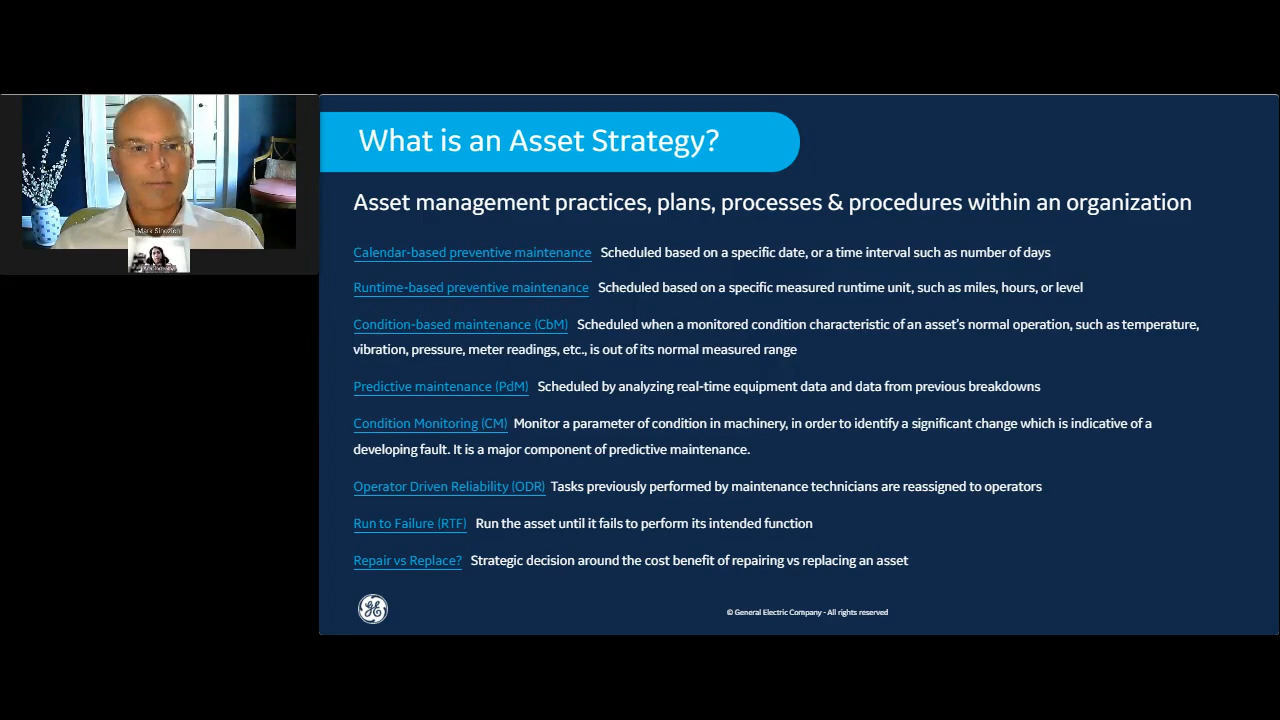 What is an Asset Strategy?
Asset management practices, plans, processes & procedures within an organization
Calendar-based preventive maintenance Scheduled based on a specific date, or a time interval such as number of days
Runtime-based preventive maintenance Scheduled based on a specific measured runtime unit, such as miles, hours, or level
Condition-based maintenance (CbM) Scheduled when a monitored condition characteristic of an asset's normal operation, such as temperature,
vibration, pressure, meter readings, etc., is out of its normal measured range
Predictive maintenance (PdM) Scheduled by analyzing real-time equipment data and data from previous breakdowns
Condition Monitoring (CM) Monitor a parameter of condition in machinery, in order to identify a significant change which is indicative of a
developing fault. It is a major component of predictive maintenance.
Operator Driven Reliability (ODR) Tasks previously performed by maintenance technicians are reassigned to operators
Run to Failure (RTF) Run the asset until it fails to perform its intended function
Repair vs Replace? Strategic decision around the cost benefit of repairing vs replacing an asset
GE
© General Electric Company - All rights reserved
Mark